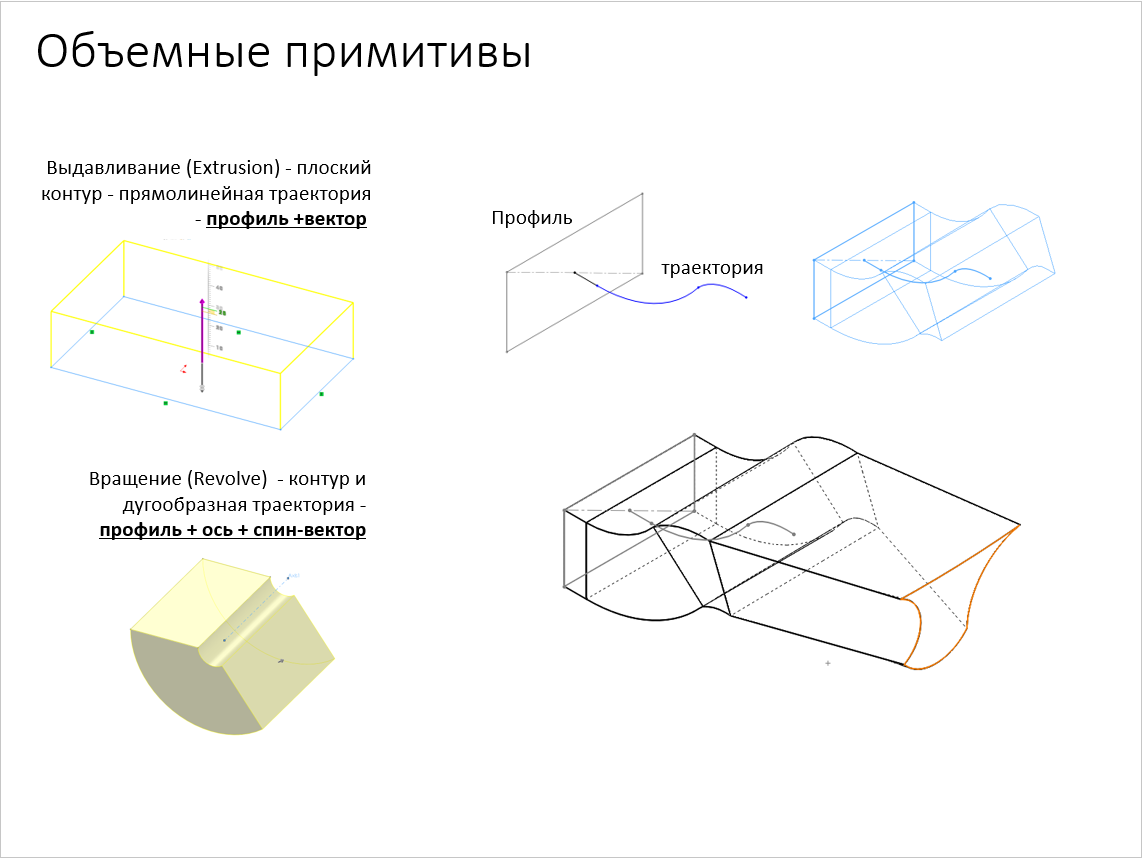 Объемные примитивы
Выдавливание (Extrusion) - плоский
контур - прямолинейная траектория
- профиль +вектор
Профиль
траектория
Вращение (Revolve)  - контур и
дугообразная траектория -
профиль + ось + спин-вектор